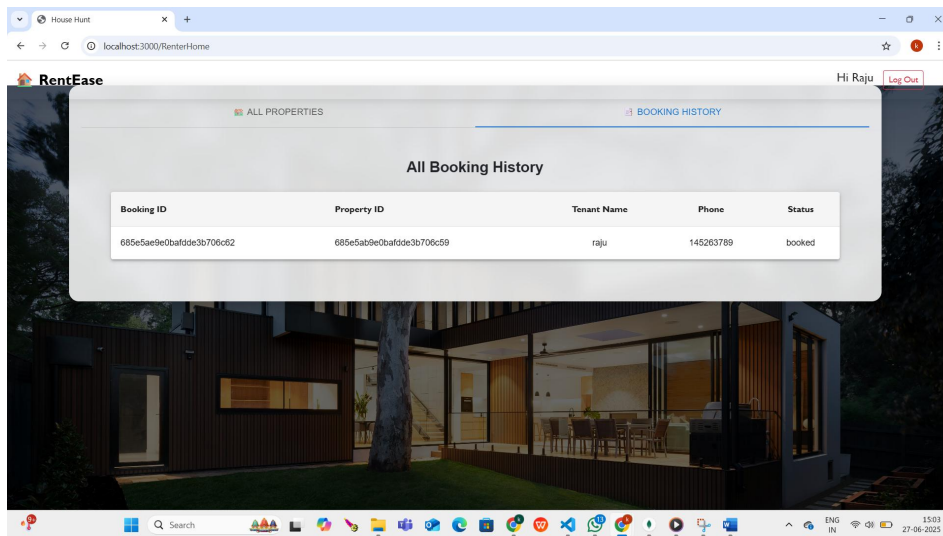 House Hunt
localhost:3000/RenterHome
k
RentEase
Hi Raju
Log Out
ALL PROPERTIES
BOOKING HISTORY
All Booking History
Booking ID Property ID Tenant Name Phone Status
685e5ae9e0bafdde3b706c62 685e5ab9e0bafdde3b706c59 raju 145263789 booked
9+
Search
ENG
IN
15:03
27-06-2025